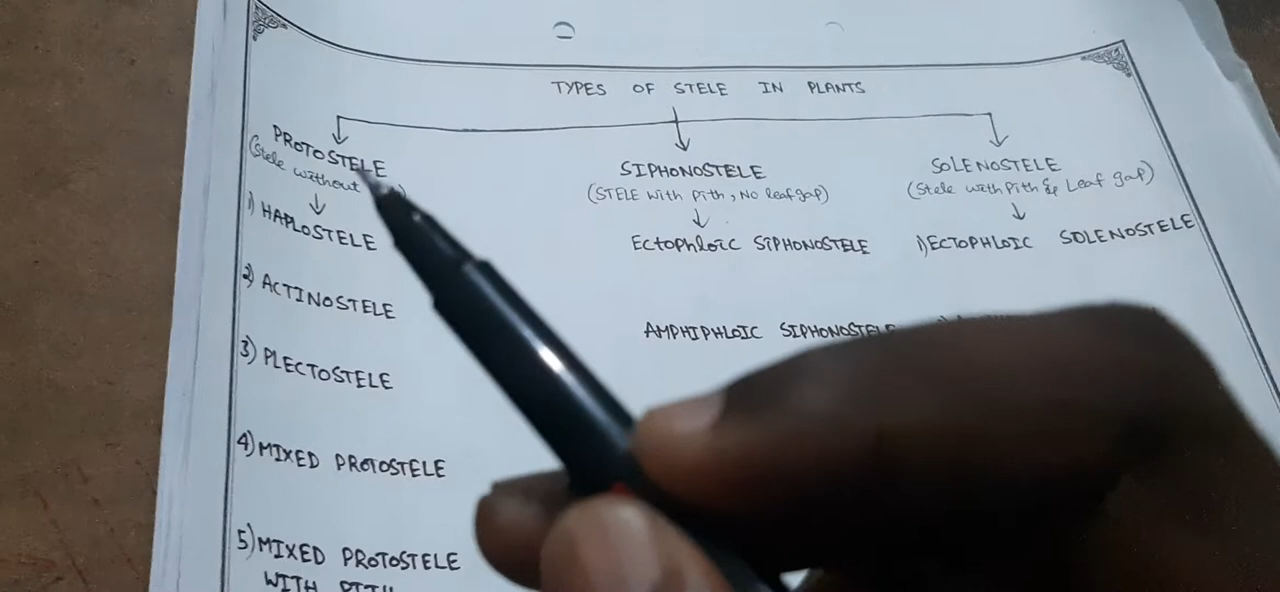 TYPES OF STELE IN PLANTS
PROTOSTELE
(Stele without
1) HAPLOSTELE
2) ACTINOSTELE
3) PLECTOSTELE
4) MIXED PROTOSTELE
5) MIXED PROTOSTELE
WITH
SIPHONOSTELE
(STELE with Pith, NO leaf gap)
Ectophloic SIPHONOSTELE
AMPHIPHLOIC SIPHONOSTELE
SOLENOSTELE
(Stele with Pith & Leaf gap)
1) ECTOPHLOIC SOLENOSTELE